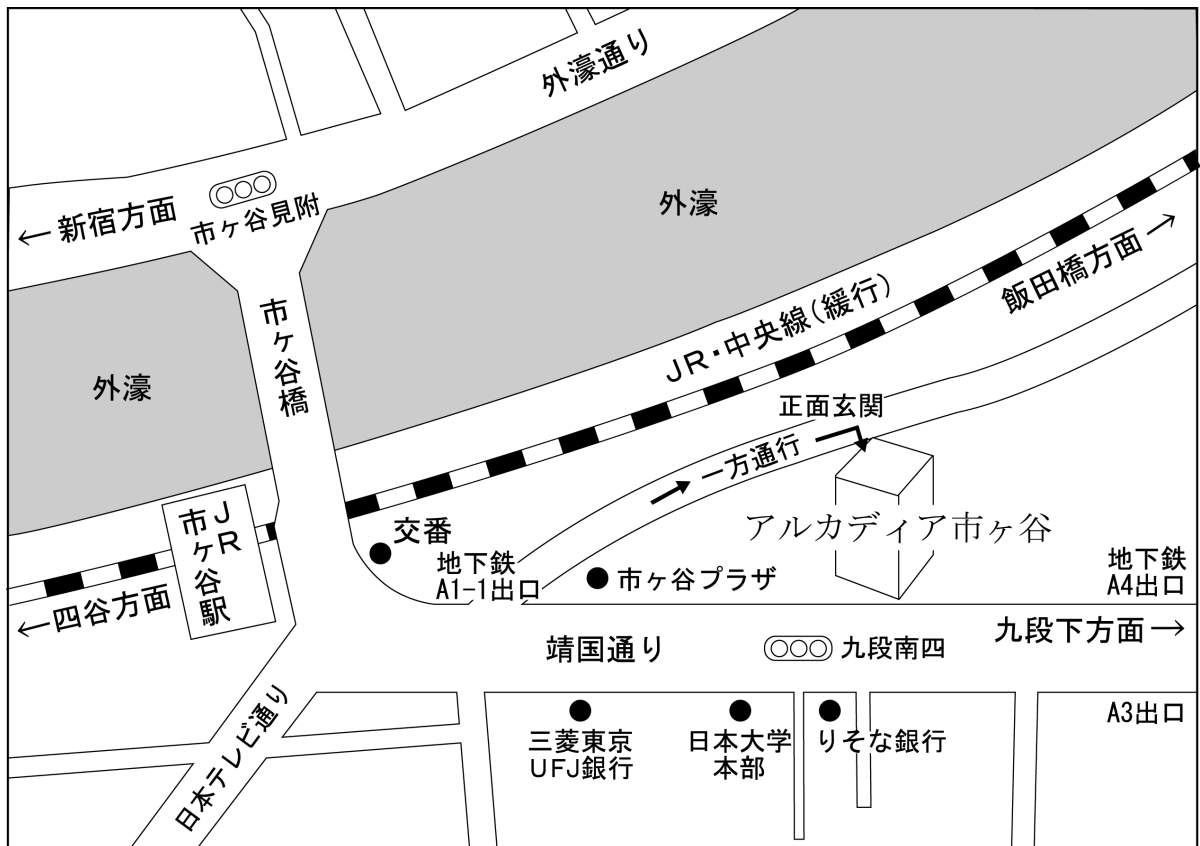 外濠通り
←新宿方面
市ヶ谷見附
外濠
市ヶ谷橋
外濠
JR・中央線(緩行)
飯田橋方面→
正面玄関
一方通行
JR
市ヶ谷駅
交番
地下鉄
A1-1出口
市ヶ谷プラザ
アルカディア市ヶ谷
地下鉄
A4出口
←四谷方面
靖国通り
九段南四
九段下方面→
日本テレビ通り
三菱東京
UFJ銀行
日本大学
本部
りそな銀行
A3出口